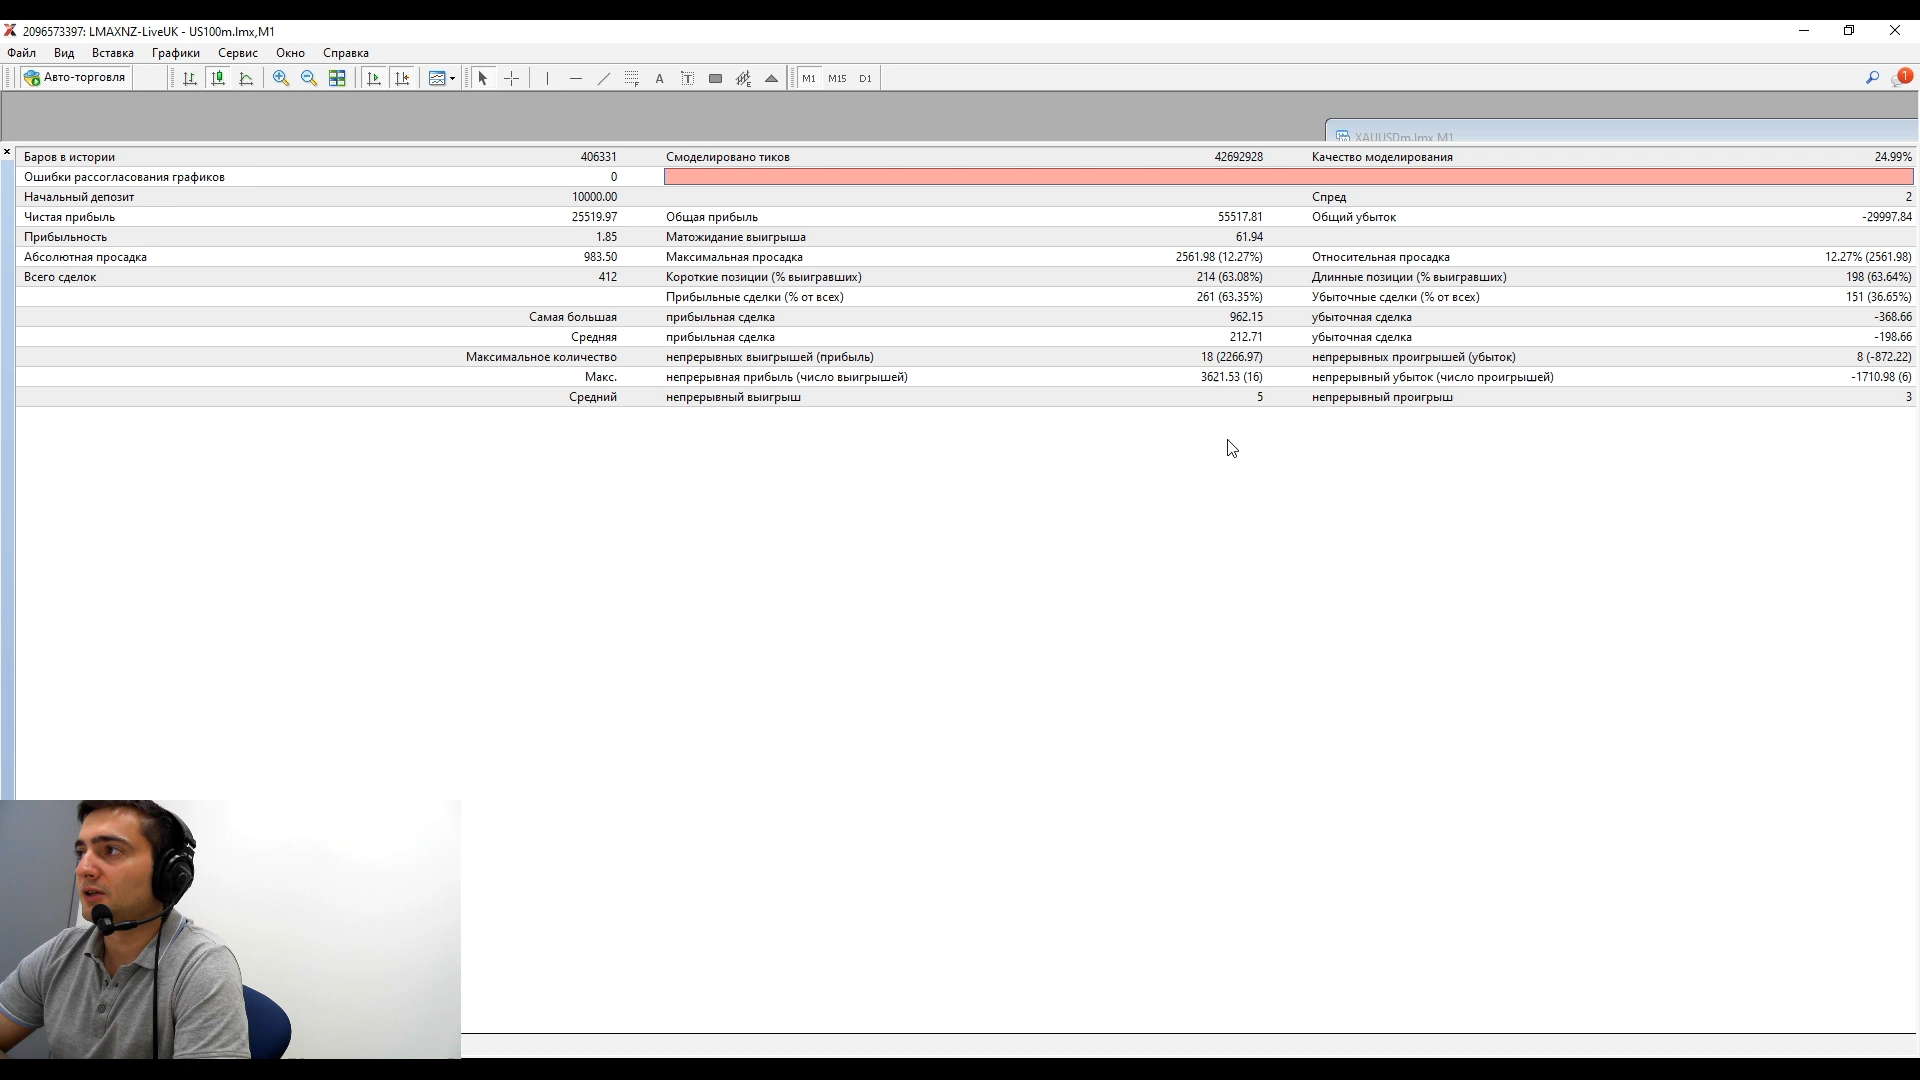 2096573397: LMAXNZ-LiveUK - US100m.lmx,M1
Файл Вид Вставка Графики Сервис Окно Справка
Авто-торговля A T F E M1 M15 D1 1
XAUUSDm.lmx,M1
Баров в истории 406331 Смоделировано тиков 42692928 Качество моделирования 24.99%
Ошибки рассогласования графиков 0
Начальный депозит 10000.00 Спред 2
Чистая прибыль 25519.97 Общая прибыль 55517.81 Общий убыток -29997.84
Прибыльность 1.85 Матожидание выигрыша 61.94
Абсолютная просадка 983.50 Максимальная просадка 2561.98 (12.27%) Относительная просадка 12.27% (2561.98)
Всего сделок 412 Короткие позиции (% выигравших) 214 (63.08%) Длинные позиции (% выигравших) 198 (63.64%)
Прибыльные сделки (% от всех) 261 (63.35%) Убыточные сделки (% от всех) 151 (36.65%)
Самая большая прибыльная сделка 962.15 убыточная сделка -368.66
Средняя прибыльная сделка 212.71 убыточная сделка -198.66
Максимальное количество непрерывных выигрышей (прибыль) 18 (2266.97) непрерывных проигрышей (убыток) 8 (-872.22)
Макс. непрерывная прибыль (число выигрышей) 3621.53 (16) непрерывный убыток (число проигрышей) -1710.98 (6)
Средний непрерывный выигрыш 5 непрерывный проигрыш 3